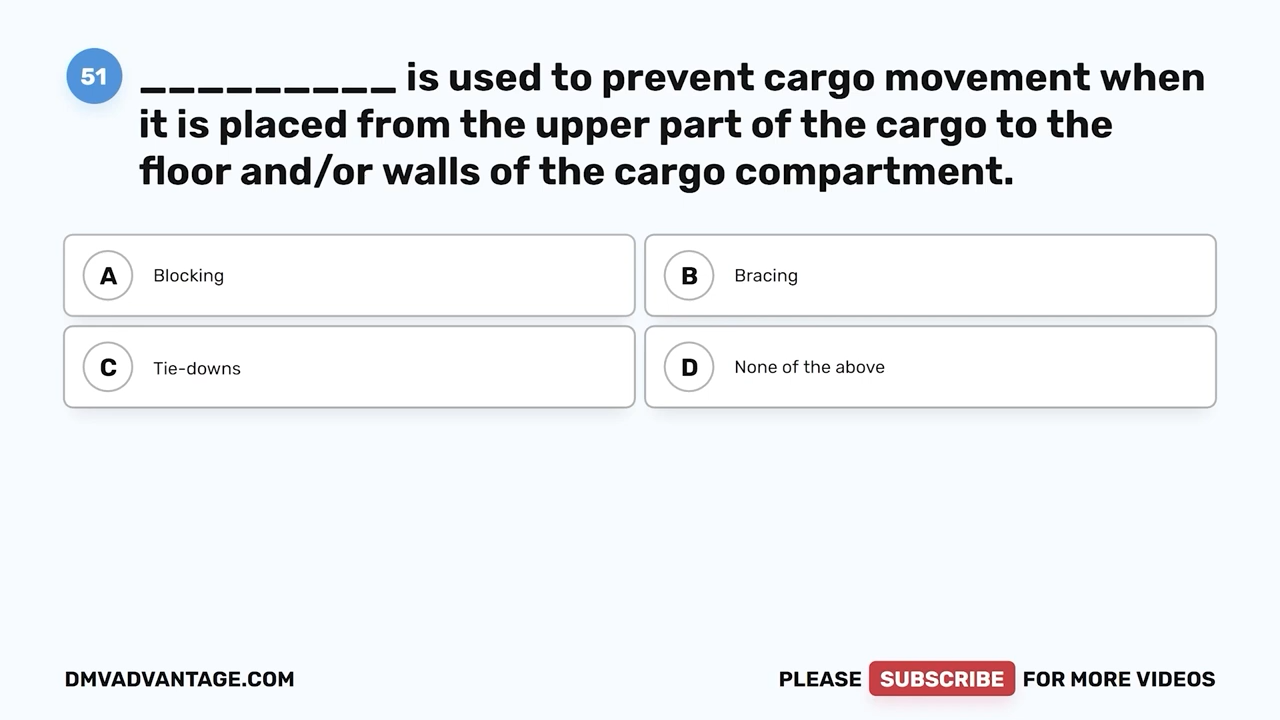 51
_________ is used to prevent cargo movement when
it is placed from the upper part of the cargo to the
floor and/or walls of the cargo compartment.
A Blocking
B Bracing
C Tie-downs
D None of the above
DMVADVANTAGE.COM
PLEASE SUBSCRIBE FOR MORE VIDEOS